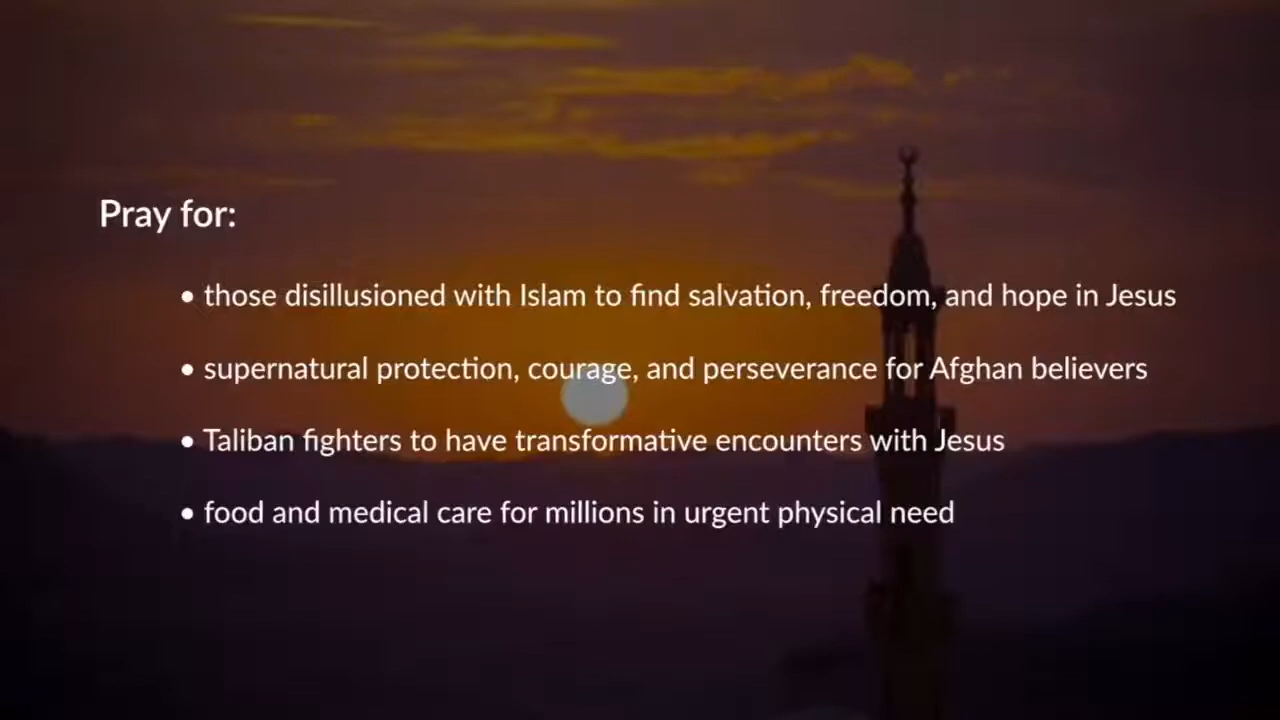 Pray for:
• those disillusioned with Islam to find salvation, freedom, and hope in Jesus
• supernatural protection, courage, and perseverance for Afghan believers
• Taliban fighters to have transformative encounters with Jesus
• food and medical care for millions in urgent physical need